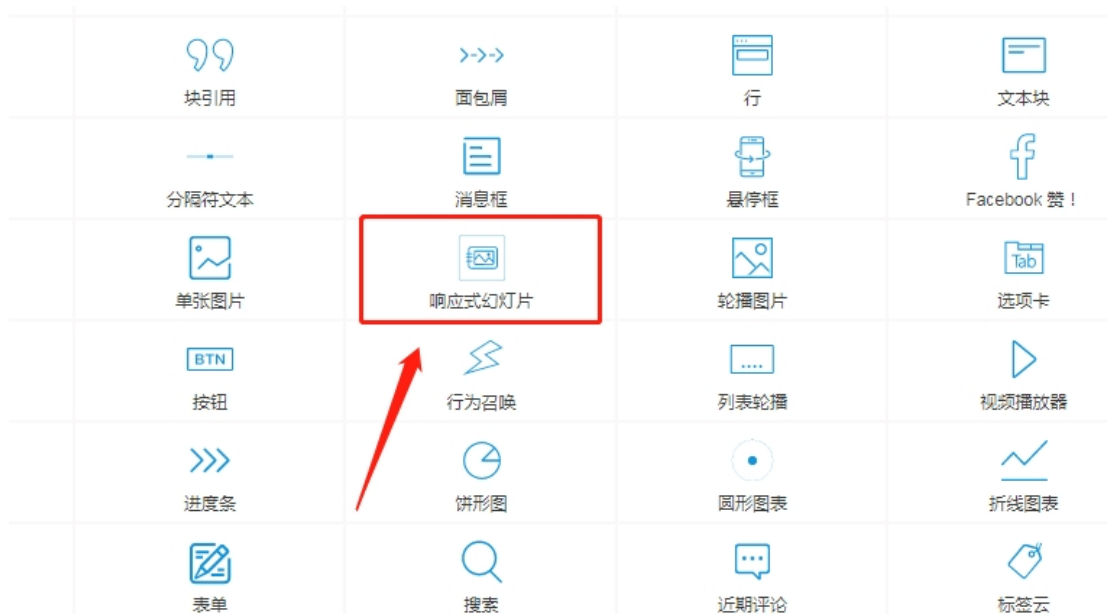 块引用
面包屑
行
文本块
分隔符文本
消息框
悬停框
Facebook 赞！
单张图片
响应式幻灯片
轮播图片
Tab
选项卡
BTN
按钮
行为召唤
列表轮播
视频播放器
进度条
饼形图
圆形图表
折线图表
表单
搜索
近期评论
标签云